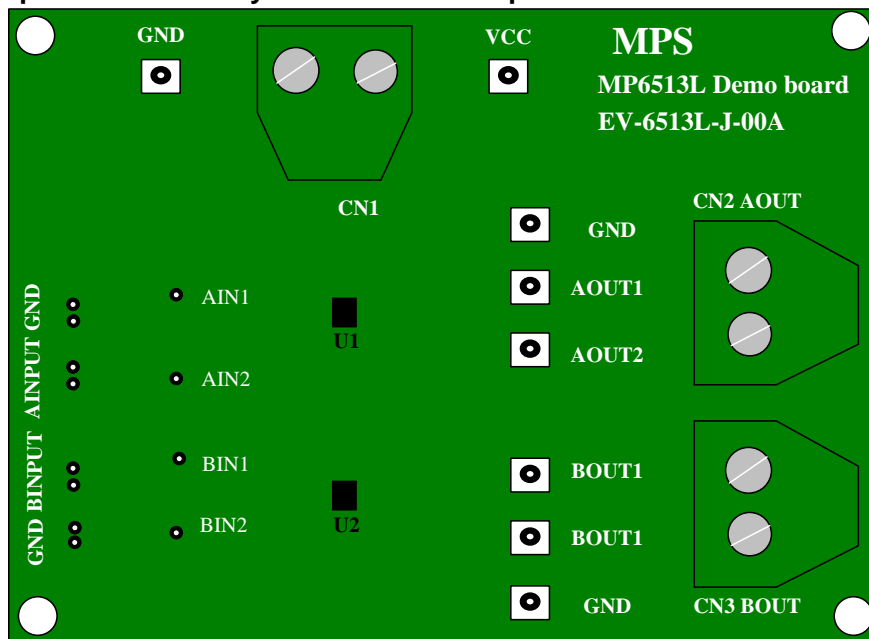 GND
VCC
MPS
MP6513L Demo board
EV-6513L-J-00A
CN1
CN2 AOUT
GND
AOUT1
AOUT2
AIN1
U1
AIN2
AINPUT GND
BIN1
BOUT1
U2
BIN2
BOUT1
GND BINPUT
GND
CN3 BOUT